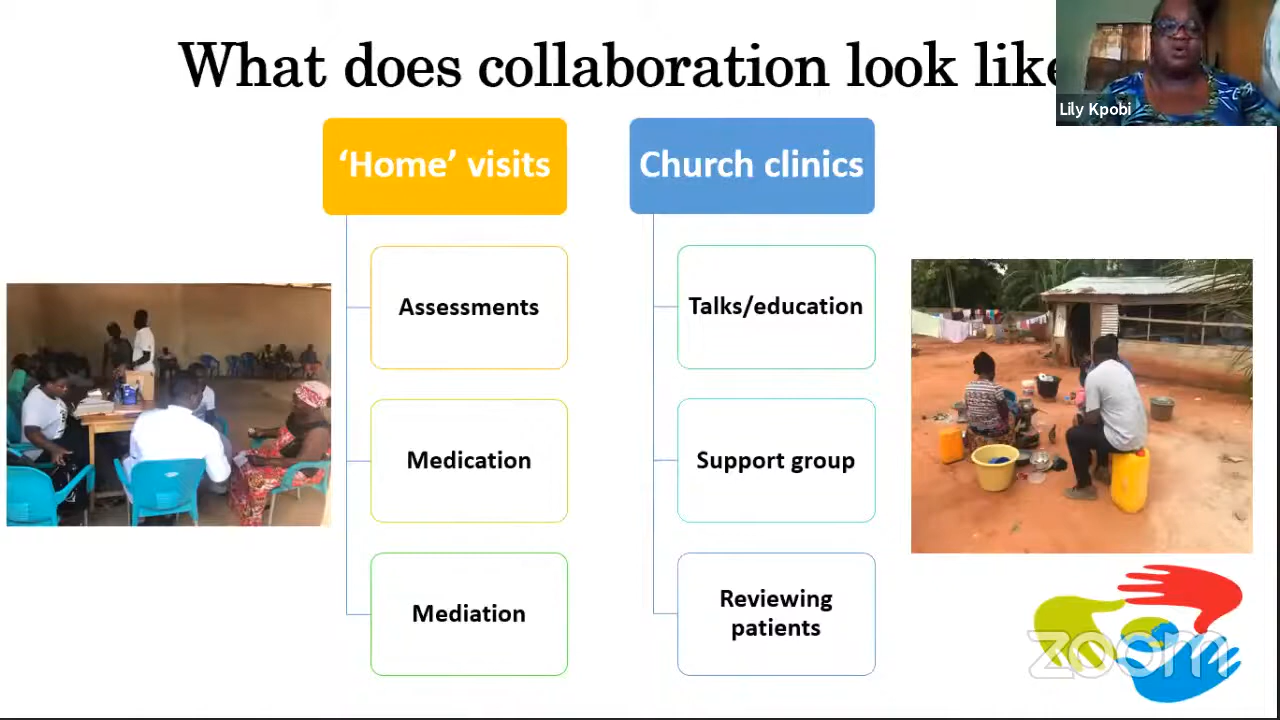 What does collaboration look like
Lily Kpobi
‘Home’ visits
Assessments
Medication
Mediation
Church clinics
Talks/education
Support group
Reviewing
patients
zoom